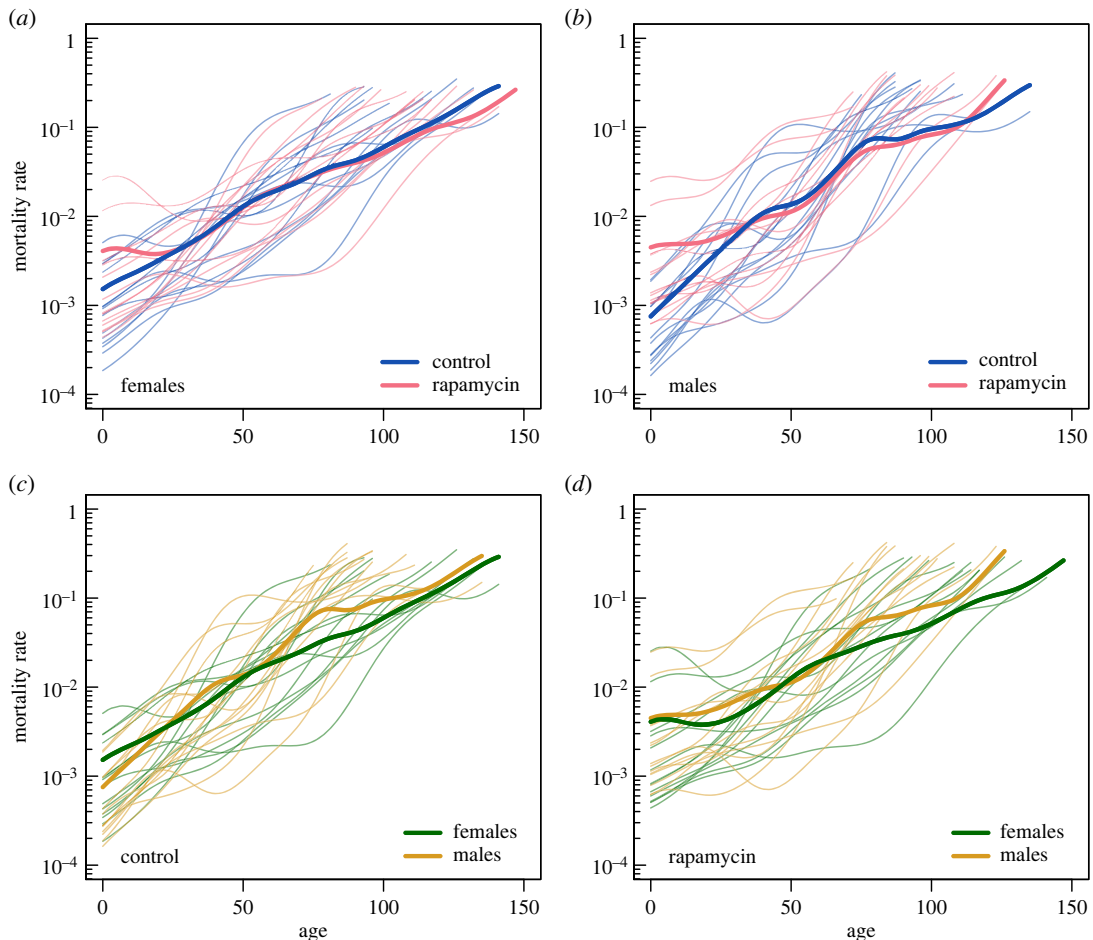 (a)
(b)
1
10–1
10–2
10–3
10–4
mortality rate
control
rapamycin
females
0
50
100
150
1
10–1
10–2
10–3
10–4
control
rapamycin
males
0
50
100
150
(c)
(d)
1
10–1
10–2
10–3
10–4
mortality rate
females
males
control
0
50
100
150
age
1
10–1
10–2
10–3
10–4
females
males
rapamycin
0
50
100
150
age